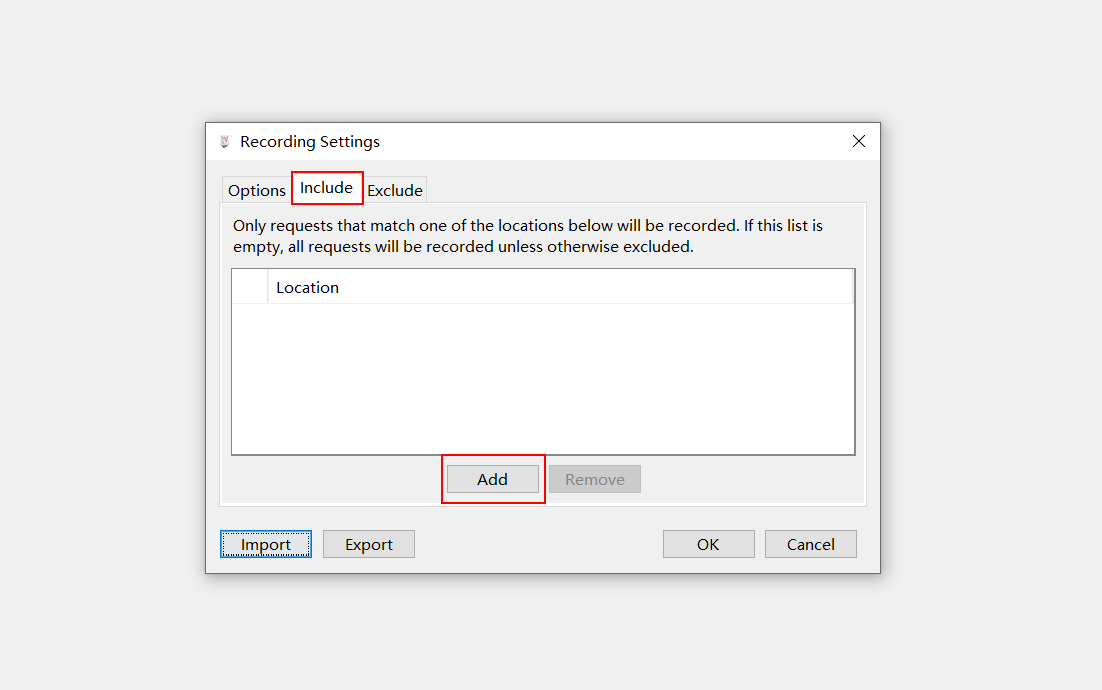 Recording Settings
Options Include Exclude
Only requests that match one of the locations below will be recorded. If this list is
empty, all requests will be recorded unless otherwise excluded.
Location
Add Remove
Import Export OK Cancel